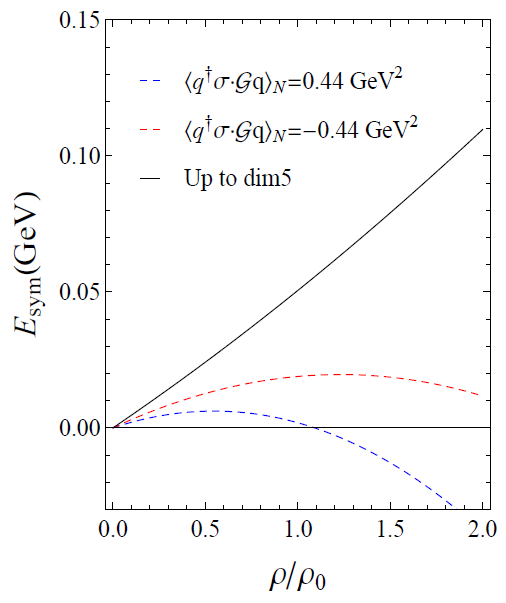 0.15
⟨q†σ·𝒢q⟩N=0.44 GeV²
⟨q†σ·𝒢q⟩N=−0.44 GeV²
0.10
Up to dim5
Esym(GeV)
0.05
0.00
0.0 0.5 1.0 1.5 2.0
ρ/ρ₀